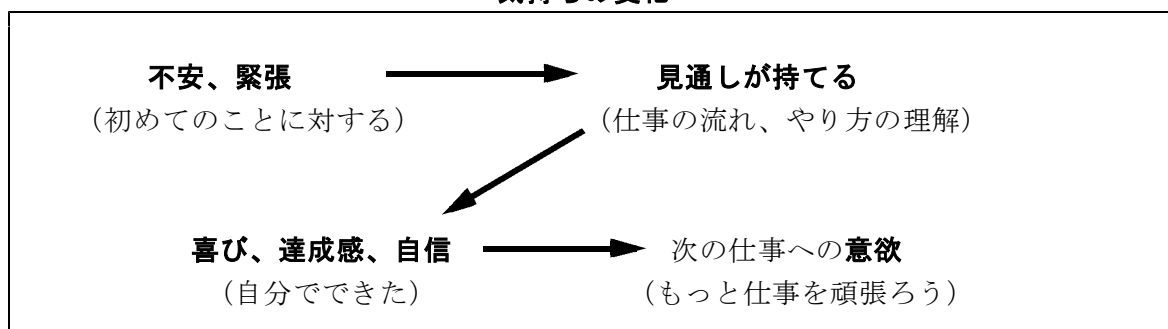 気持ちの変化
不安、緊張
見通しが持てる
（初めてのことに対する）
（仕事の流れ、やり方の理解）
喜び、達成感、自信
次の仕事への意欲
（自分でできた）
（もっと仕事を頑張ろう）